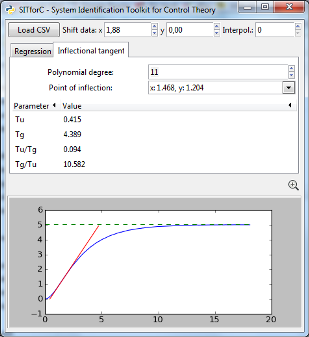 SITforC - System Identification Toolkit for Control Theory
Load CSV Shift data: x 1,88 y 0,00 Interpol.: 0
Regression Inflectional tangent
Polynomial degree: 11
Point of inflection: x: 1.468, y: 1.204
Parameter Value
Tu 0.415
Tg 4.389
Tu/Tg 0.094
Tg/Tu 10.582
6
5
4
3
2
1
0
−1
0 5 10 15 20